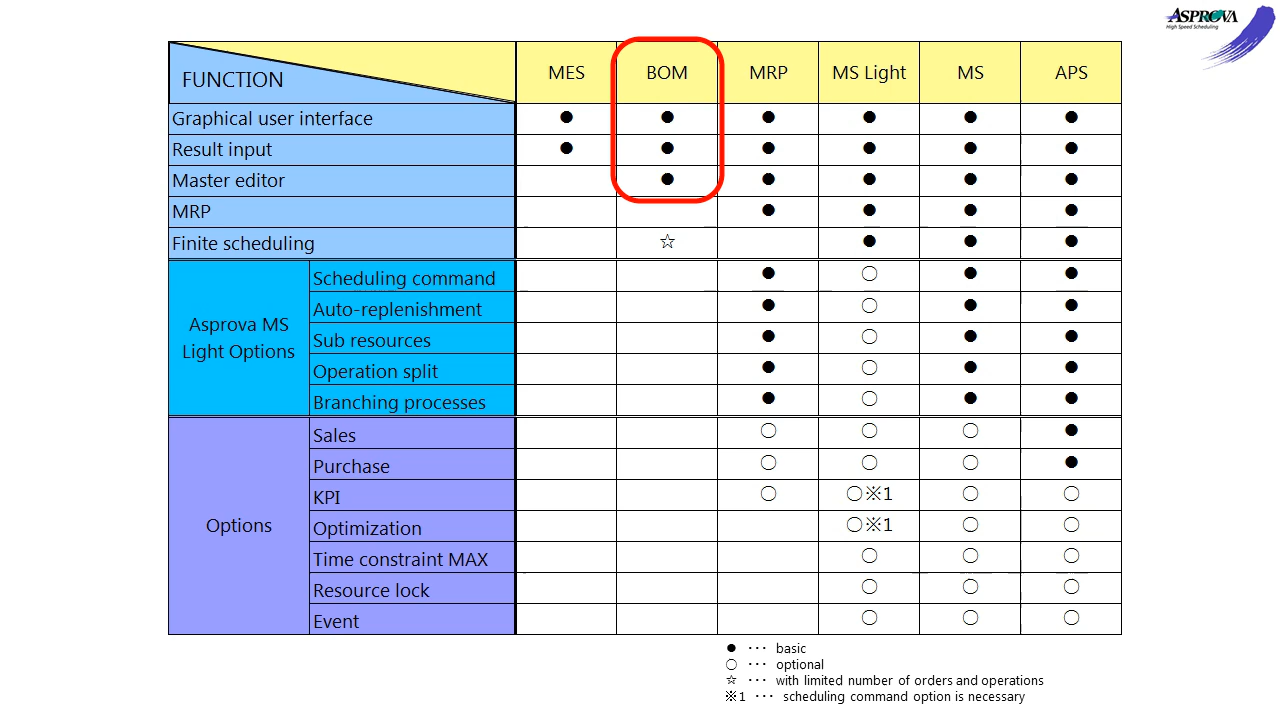 ASPROVA
High Speed Scheduling
FUNCTION MES BOM MRP MS Light MS APS
Graphical user interface ● ● ● ● ● ●
Result input ● ● ● ● ● ●
Master editor ● ● ● ● ●
MRP ● ● ● ●
Finite scheduling ☆ ● ● ●
Asprova MS
Light Options
Scheduling command ● ○ ● ●
Auto-replenishment ● ○ ● ●
Sub resources ● ○ ● ●
Operation split ● ○ ● ●
Branching processes ● ○ ● ●
Options
Sales ○ ○ ○ ●
Purchase ○ ○ ○ ●
KPI ○ ○※1 ○ ○
Optimization ○※1 ○ ○
Time constraint MAX ○ ○ ○
Resource lock ○ ○ ○
Event ○ ○ ○
● ・・・ basic
○ ・・・ optional
☆ ・・・ with limited number of orders and operations
※1 ・・・ scheduling command option is necessary